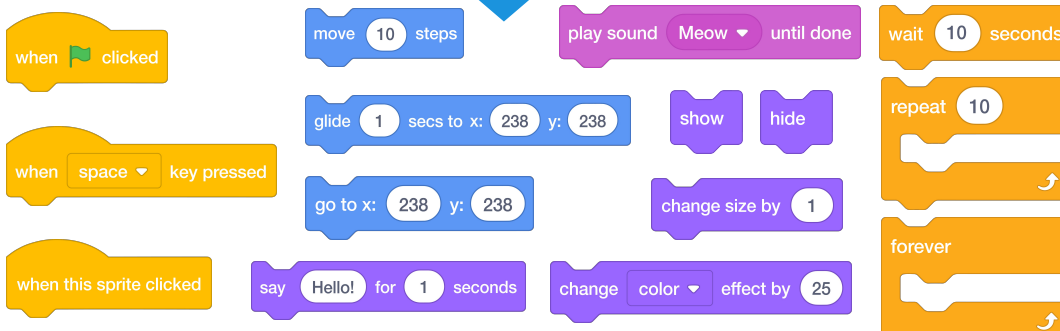 when clicked
when space key pressed
when this sprite clicked
move 10 steps
glide 1 secs to x: 238 y: 238
go to x: 238 y: 238
say Hello! for 1 seconds
play sound Meow until done
show
hide
change size by 1
change color effect by 25
wait 10 seconds
repeat 10
forever